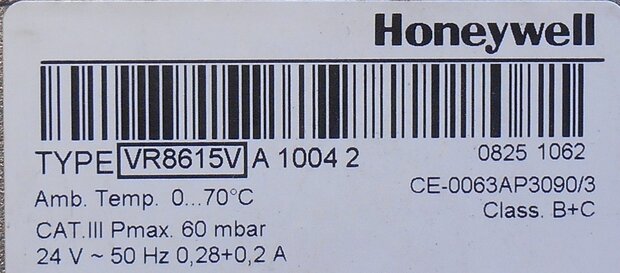 Honeywell
TYPE VR8615V A 1004 2
0825 1062
Amb. Temp. 0...70°C
CE-0063AP3090/3
Class. B+C
CAT.III Pmax. 60 mbar
24 V ~ 50 Hz 0,28+0,2 A